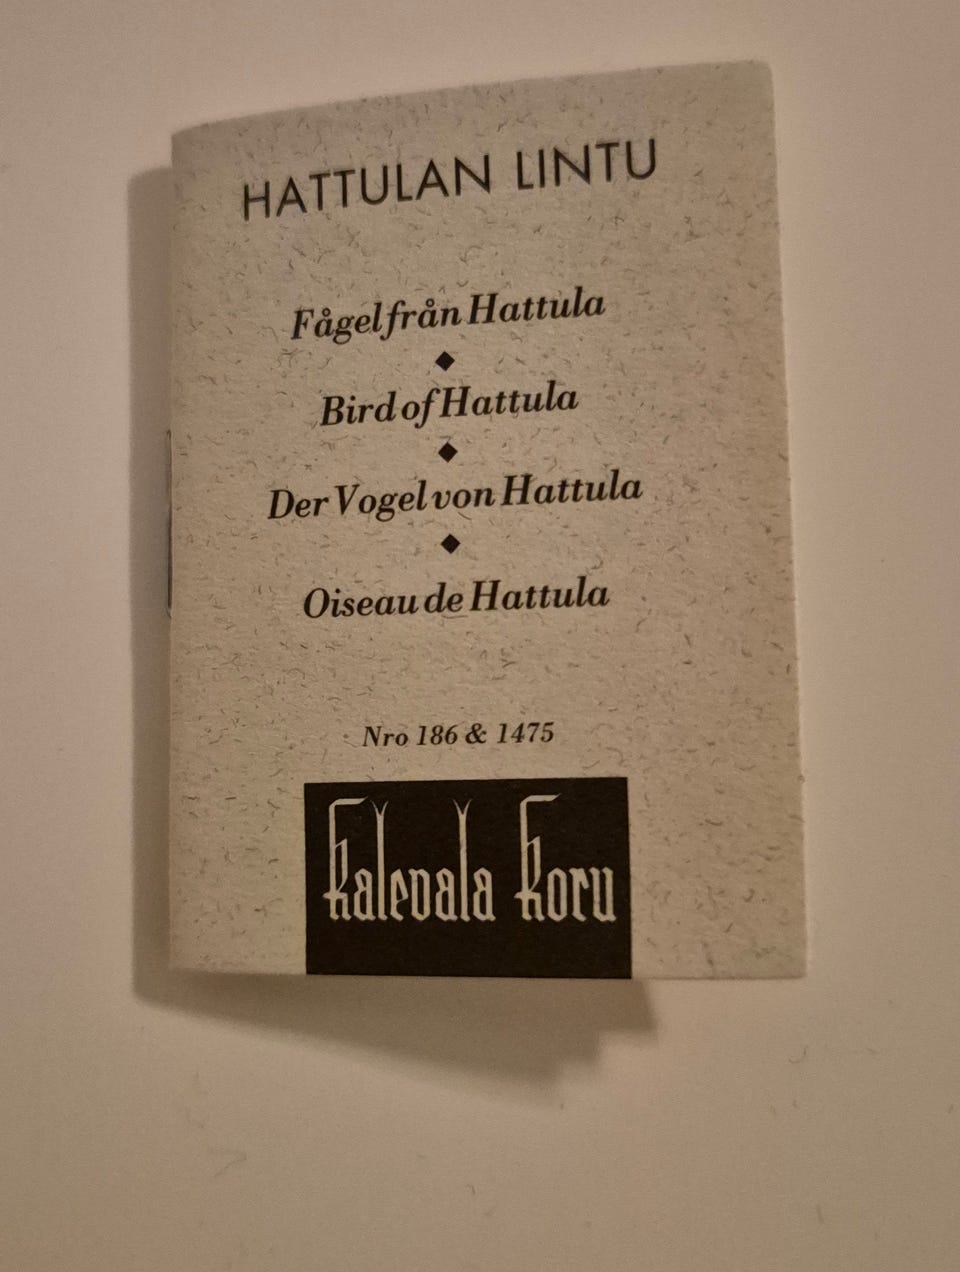 HATTULAN LINTU
Fågel från Hattula
Bird of Hattula
Der Vogel von Hattula
Oiseau de Hattula
Nro 186 & 1475
kalevala koru